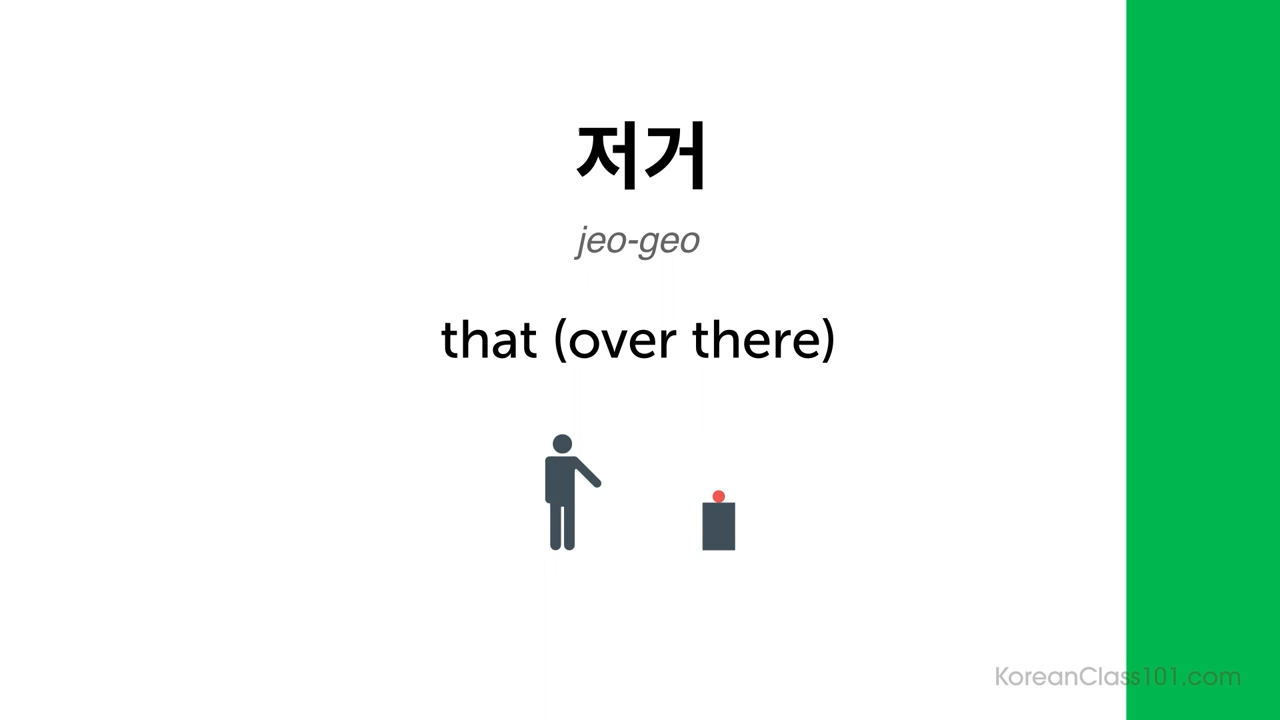 저거
jeo-geo
that (over there)
KoreanClass101.com